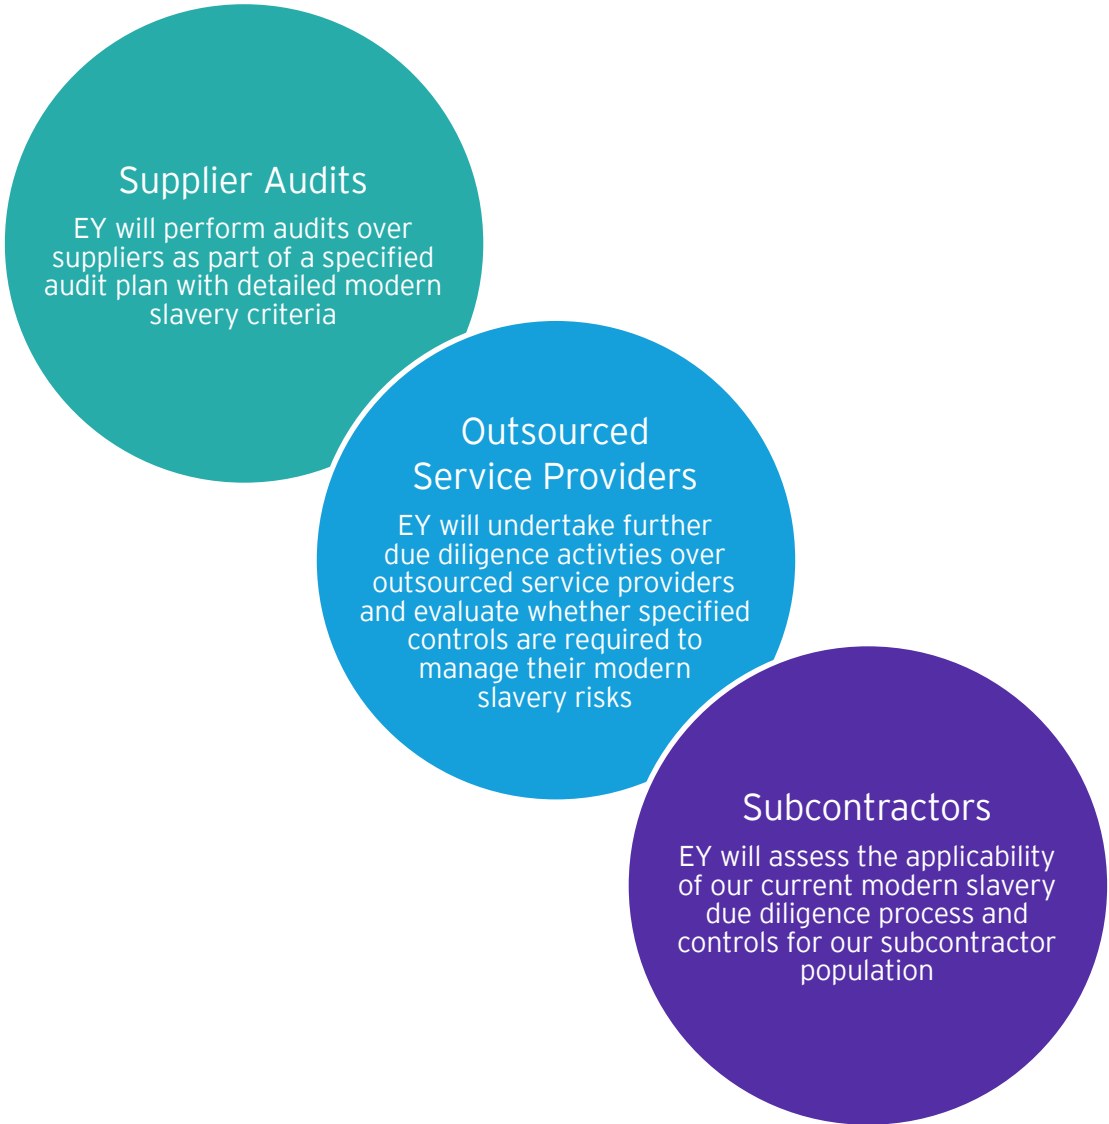 Supplier Audits
EY will perform audits over
suppliers as part of a specified
audit plan with detailed modern
slavery criteria
Outsourced
Service Providers
EY will undertake further
due diligence activties over
outsourced service providers
and evaluate whether specified
controls are required to
manage their modern
slavery risks
Subcontractors
EY will assess the applicability
of our current modern slavery
due diligence process and
controls for our subcontractor
population